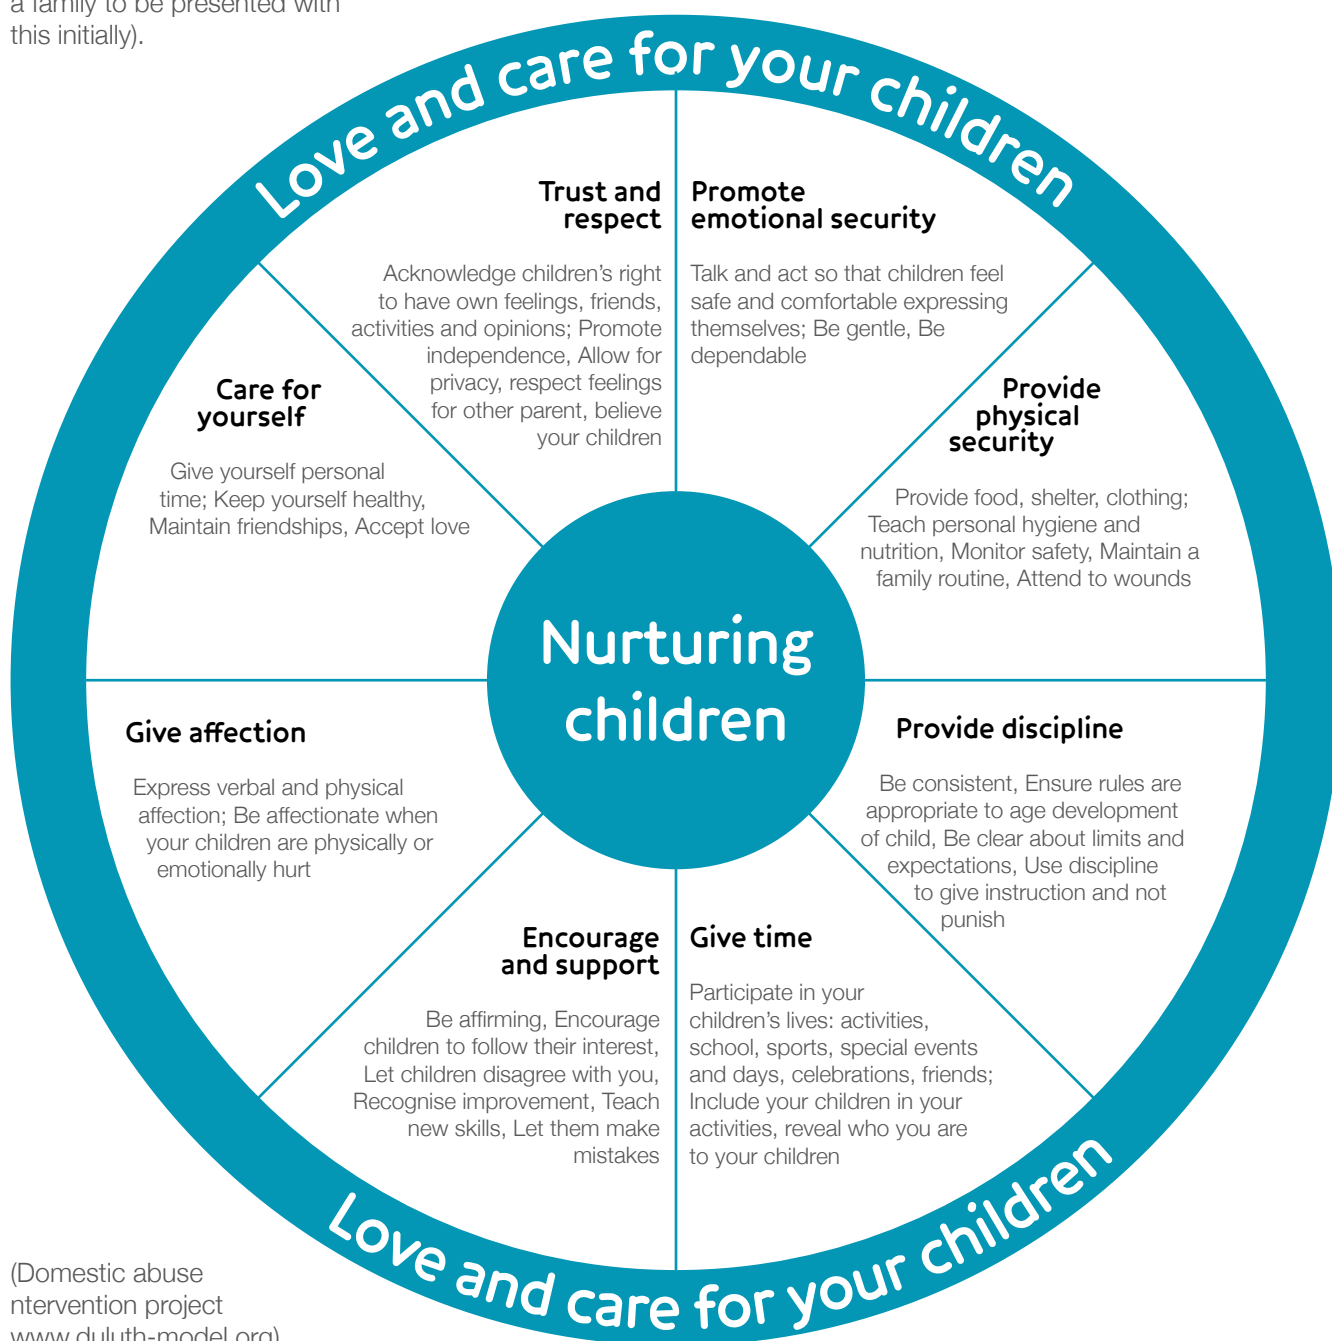 a family to be presented with
this initially).
Love and care for your children
Trust and
respect
Acknowledge children’s right
to have own feelings, friends,
activities and opinions; Promote
independence, Allow for
privacy, respect feelings
for other parent, believe
your children
Promote
emotional security
Talk and act so that children feel
safe and comfortable expressing
themselves; Be gentle, Be
dependable
Care for
yourself
Give yourself personal
time; Keep yourself healthy,
Maintain friendships, Accept love
Provide
physical
security
Provide food, shelter, clothing;
Teach personal hygiene and
nutrition, Monitor safety, Maintain a
family routine, Attend to wounds
Nurturing
children
Give affection
Express verbal and physical
affection; Be affectionate when
your children are physically or
emotionally hurt
Provide discipline
Be consistent, Ensure rules are
appropriate to age development
of child, Be clear about limits and
expectations, Use discipline
to give instruction and not
punish
Encourage
and support
Be affirming, Encourage
children to follow their interest,
Let children disagree with you,
Recognise improvement, Teach
new skills, Let them make
mistakes
Give time
Participate in your
children’s lives: activities,
school, sports, special events
and days, celebrations, friends;
Include your children in your
activities, reveal who you are
to your children
Love and care for your children
(Domestic abuse
ntervention project
www.duluth-model.org)